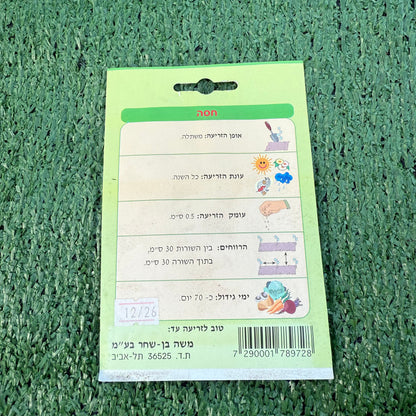 חסה
אופן הזריעה: משתלה.
עונת הזריעה: כל השנה.
עומק הזריעה: 0.5 ס״מ.
הרווחים: בין השורות 30 ס״מ,
בתוך השורה 30 ס״מ.
ימי גידול: כ- 70 יום.
12/26
טוב לזריעה עד:
משה בן-שחר בע״מ
ת.ד. 36525 תל-אביב
7 290001 789728